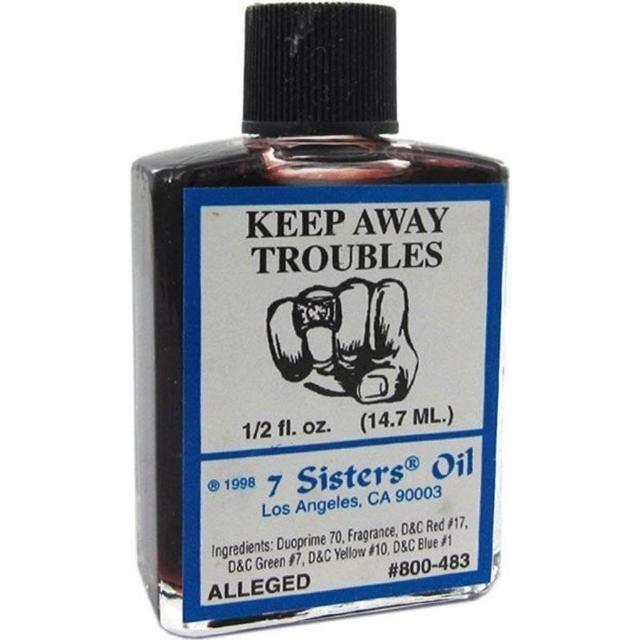 KEEP AWAY
TROUBLES
1/2 fl. oz. (14.7 ML.)
® 1998 7 Sisters® Oil
Los Angeles, CA 90003
Ingredients: Duoprime 70, Fragrance, D&C Red #17,
D&C Green #7, D&C Yellow #10, D&C Blue #1
ALLEGED #800-483